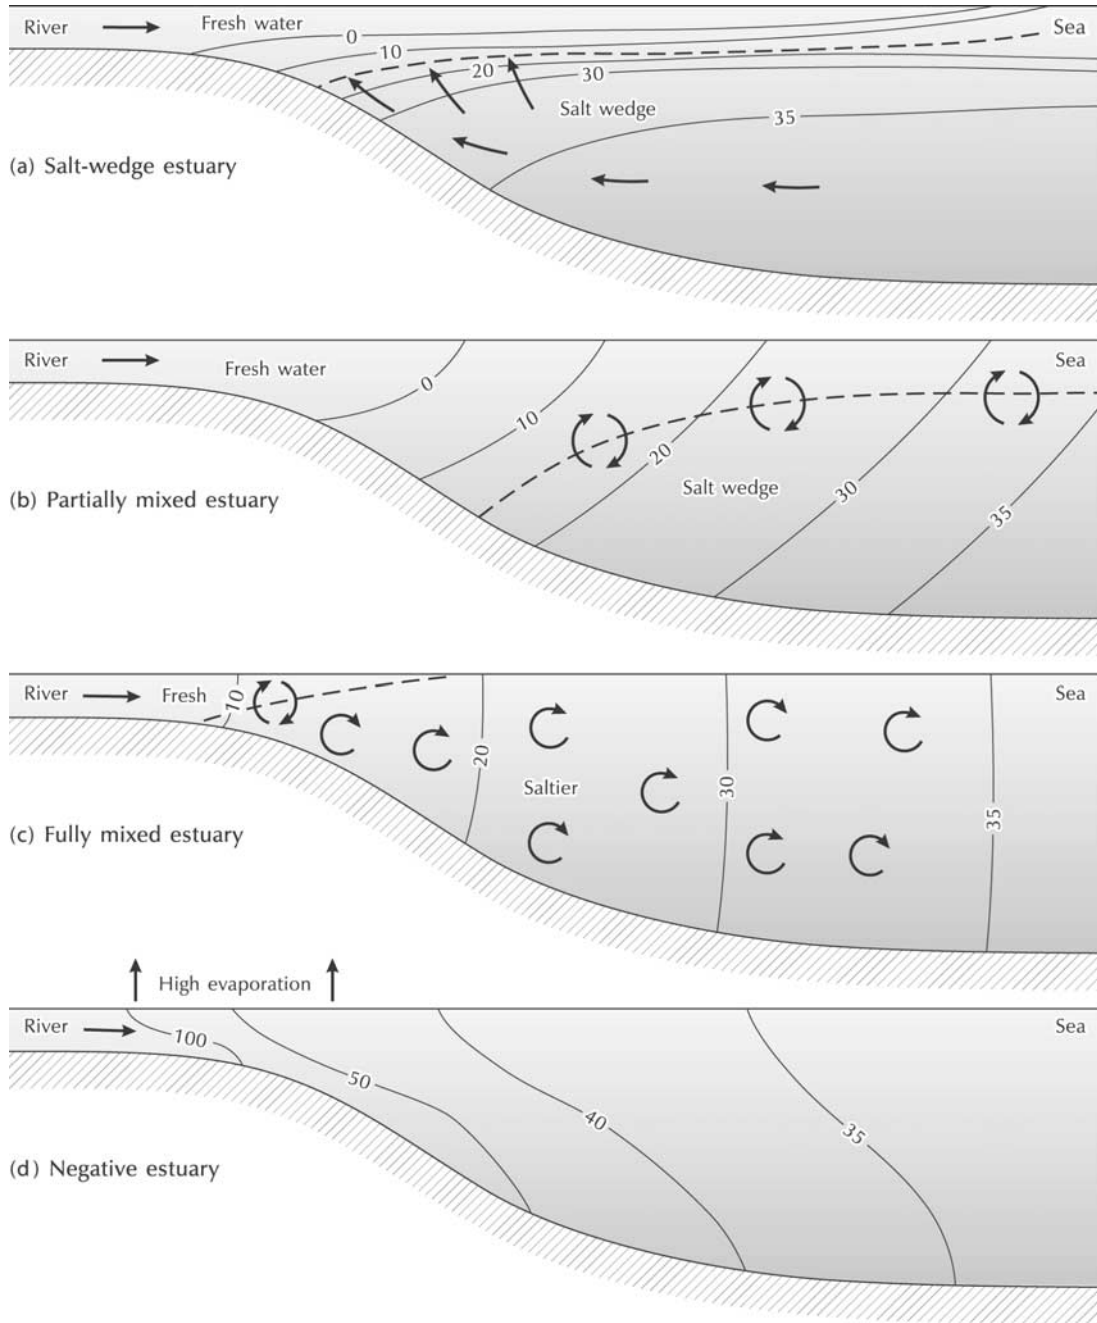 River
Fresh water
Sea
0
10
20
30
Salt wedge
35
(a) Salt-wedge estuary
River
Fresh water
Sea
0
10
20
Salt wedge
30
35
(b) Partially mixed estuary
River
Fresh
10
Sea
20
Saltier
30
35
(c) Fully mixed estuary
High evaporation
River
100
Sea
50
40
35
(d) Negative estuary